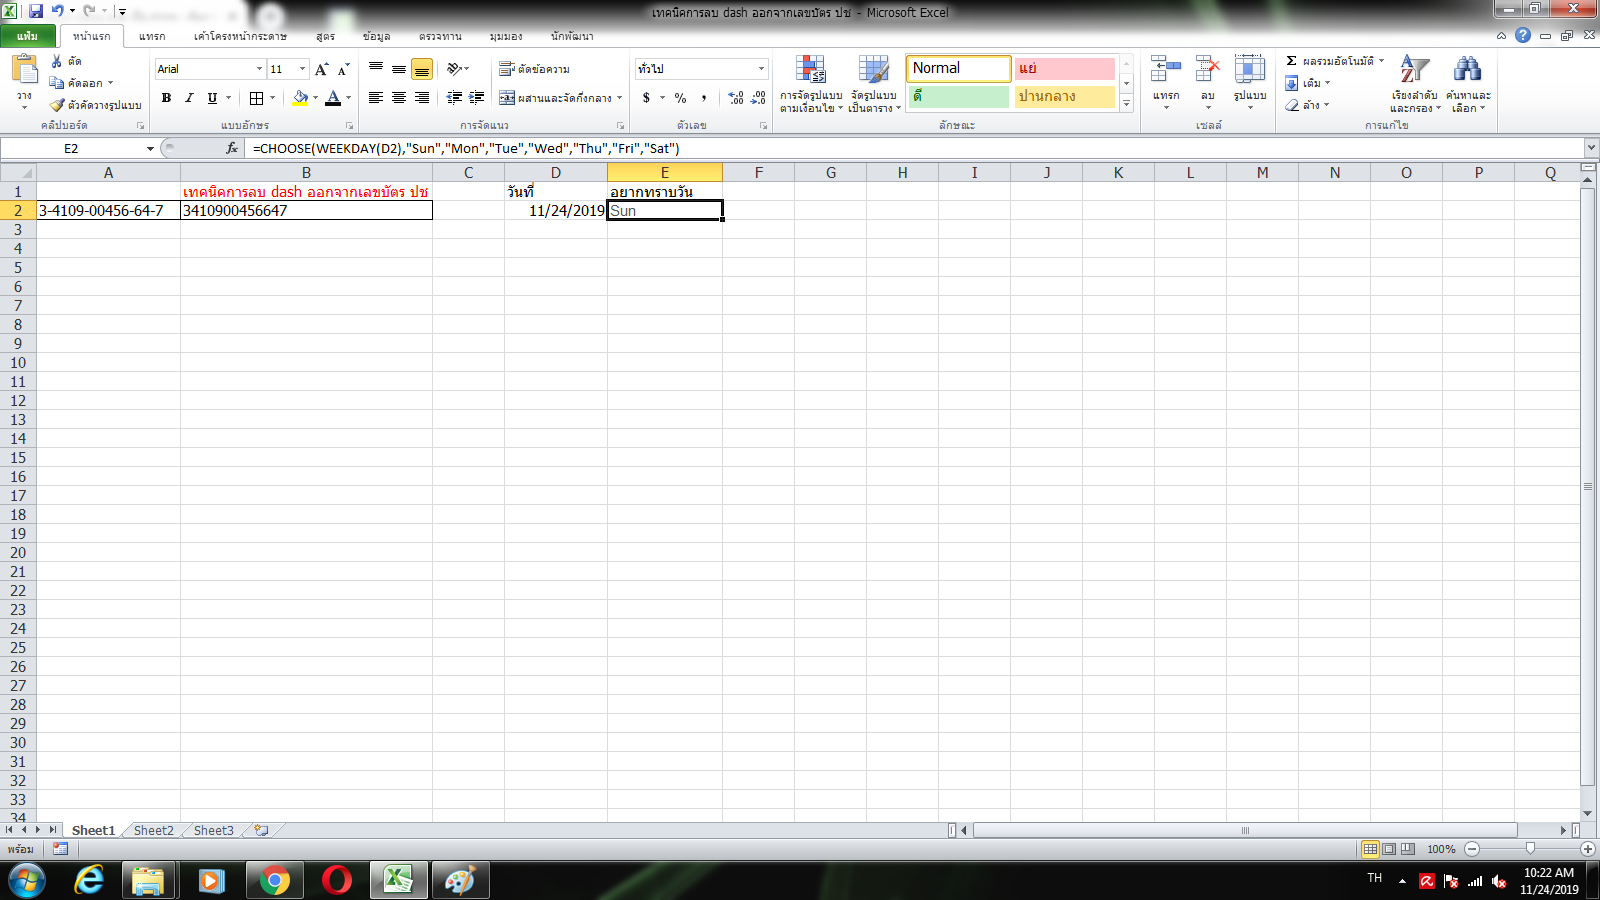 เทคนิคการลบ dash ออกจากเลขบัตร ปช - Microsoft Excel
แฟ้ม หน้าแรก แทรก เค้าโครงหน้ากระดาษ สูตร ข้อมูล ตรวจทาน มุมมอง นักพัฒนา
วาง
ตัด
คัดลอก
ตัวคัดวางรูปแบบ
คลิปบอร์ด
Arial 11
B I U
แบบอักษร
ตัดข้อความ
ผสานและจัดกึ่งกลาง
การจัดแนว
ทั่วไป
$ % ,
ตัวเลข
การจัดรูปแบบ
ตามเงื่อนไข
จัดรูปแบบ
เป็นตาราง
Normal แย่
ดี ปานกลาง
ลักษณะ
แทรก ลบ รูปแบบ
เซลล์
Σ ผลรวมอัตโนมัติ
เติม
ล้าง
เรียงลำดับ
และกรอง
ค้นหาและ
เลือก
การแก้ไข
E2 fx =CHOOSE(WEEKDAY(D2),"Sun","Mon","Tue","Wed","Thu","Fri","Sat")
A B C D E F G H I J K L M N O P Q
1 เทคนิคการลบ dash ออกจากเลขบัตร ปช วันที่ อยากทราบวัน
2 3-4109-00456-64-7 3410900456647 11/24/2019 Sun
3
4
5
6
7
8
9
10
11
12
13
14
15
16
17
18
19
20
21
22
23
24
25
26
27
28
29
30
31
32
33
34
Sheet1 Sheet2 Sheet3
พร้อม 100%
TH 10:22 AM
11/24/2019